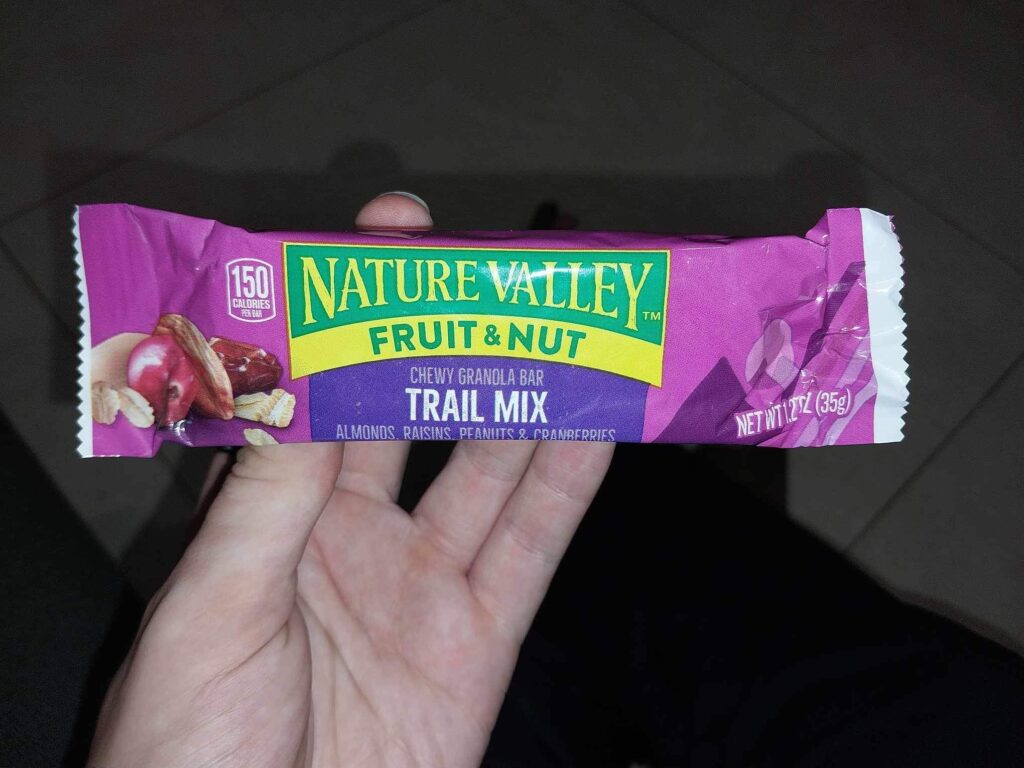 150
CALORIES
PER BAR
NATURE VALLEY
TM
FRUIT & NUT
CHEWY GRANOLA BAR
TRAIL MIX
ALMONDS, RAISINS, PEANUTS & CRANBERRIES
NET WT 1.2 OZ (35g)